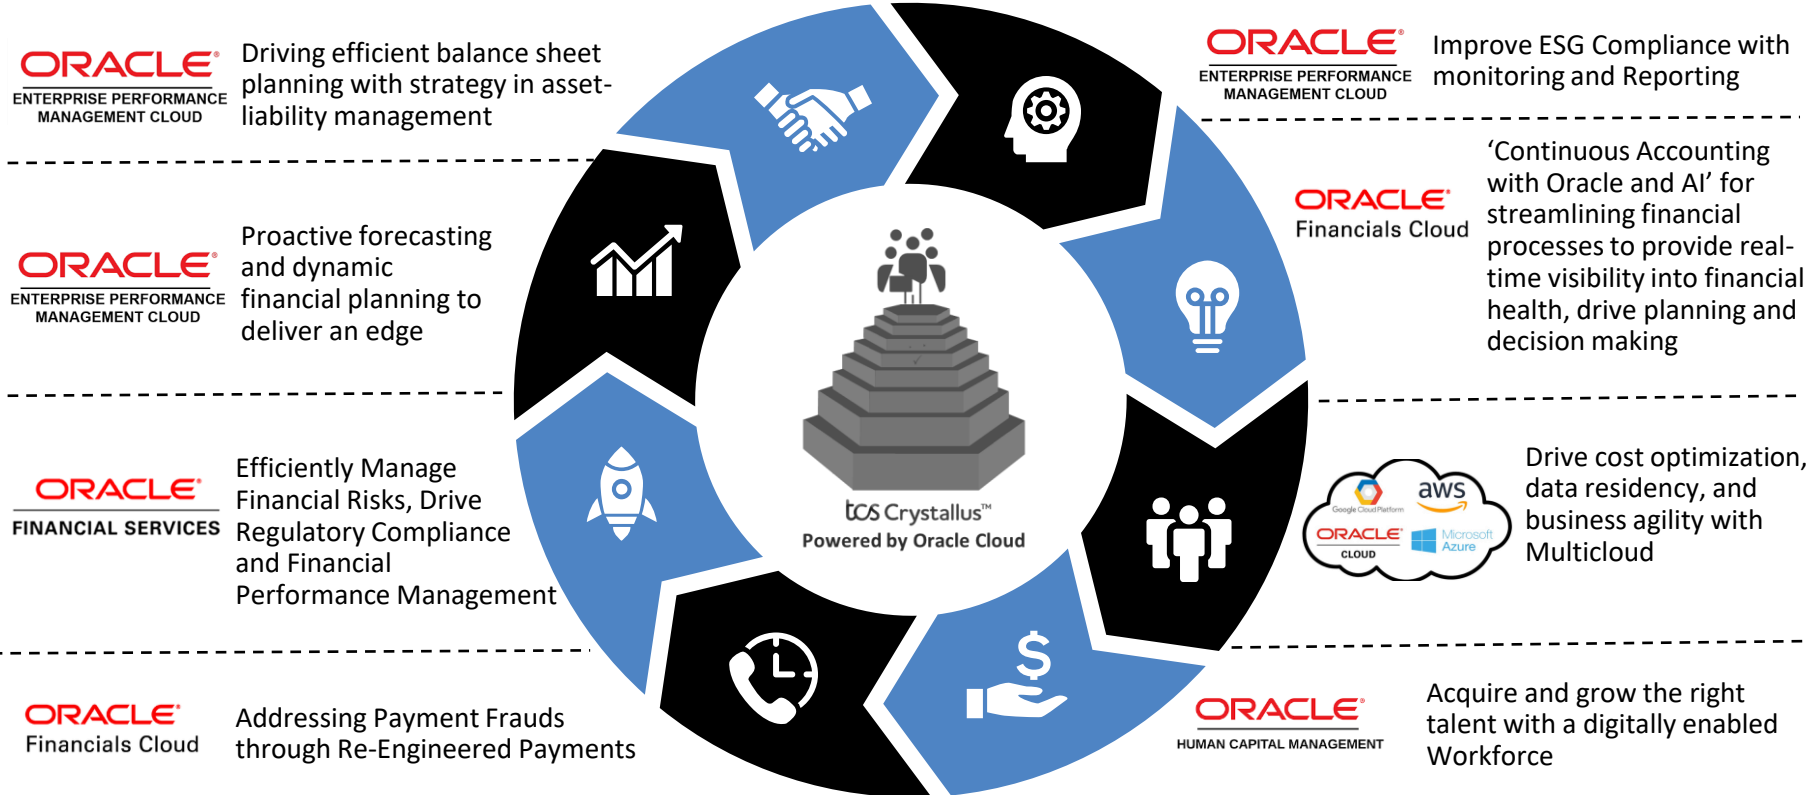 ORACLE®
ENTERPRISE PERFORMANCE
MANAGEMENT CLOUD
Driving efficient balance sheet
planning with strategy in asset-
liability management
ORACLE®
ENTERPRISE PERFORMANCE
MANAGEMENT CLOUD
Proactive forecasting
and dynamic
financial planning to
deliver an edge
ORACLE®
FINANCIAL SERVICES
Efficiently Manage
Financial Risks, Drive
Regulatory Compliance
and Financial
Performance Management
ORACLE®
Financials Cloud
Addressing Payment Frauds
through Re-Engineered Payments
$
tcs Crystallus™
Powered by Oracle Cloud
ORACLE®
ENTERPRISE PERFORMANCE
MANAGEMENT CLOUD
Improve ESG Compliance with
monitoring and Reporting
ORACLE®
Financials Cloud
‘Continuous Accounting
with Oracle and AI’ for
streamlining financial
processes to provide real-
time visibility into financial
health, drive planning and
decision making
Google Cloud Platform
aws
ORACLE®
CLOUD
Microsoft
Azure
Drive cost optimization,
data residency, and
business agility with
Multicloud
ORACLE®
HUMAN CAPITAL MANAGEMENT
Acquire and grow the right
talent with a digitally enabled
Workforce